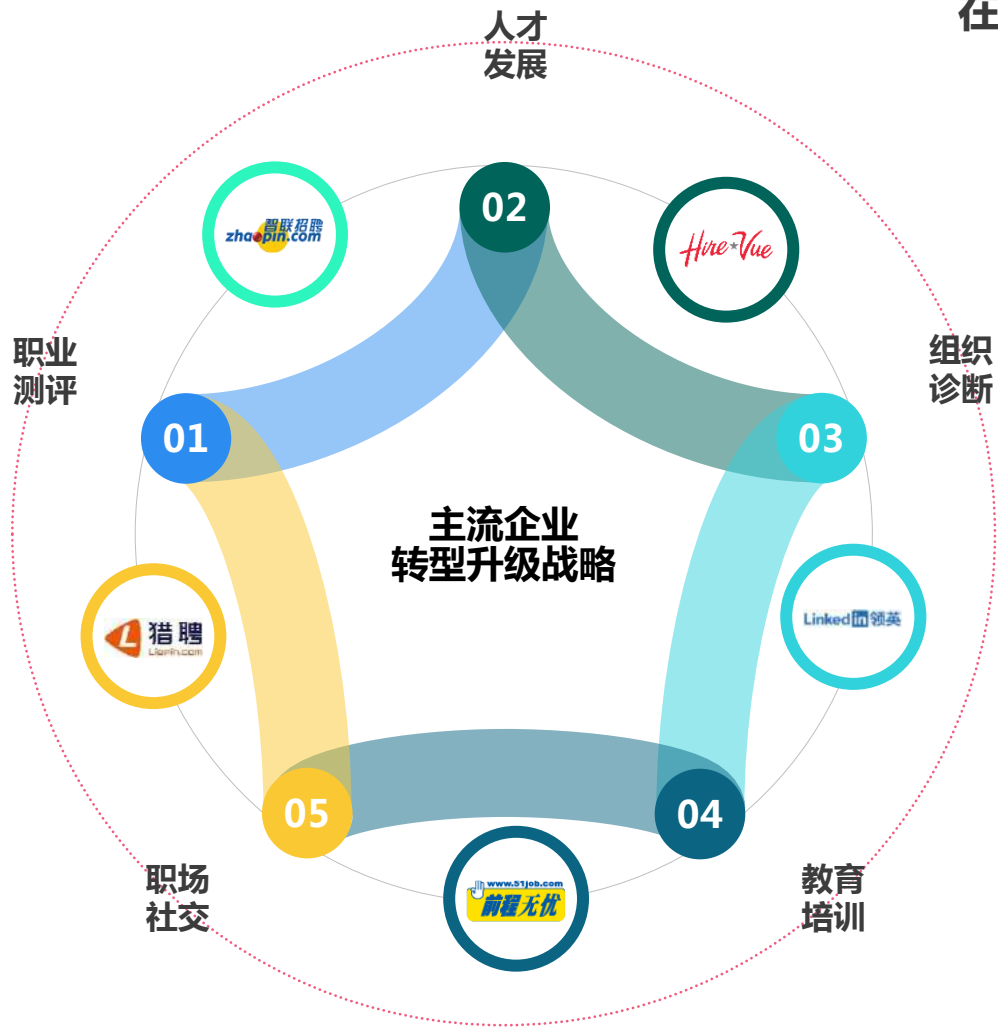 人才
发展
智联招聘
zhaopin.com
02
Hire Vue
职业
测评
组织
诊断
01
03
主流企业
转型升级战略
猎聘
Liepin.com
Linked in 领英
05
04
职场
社交
教育
培训
www.51job.com
前程无忧